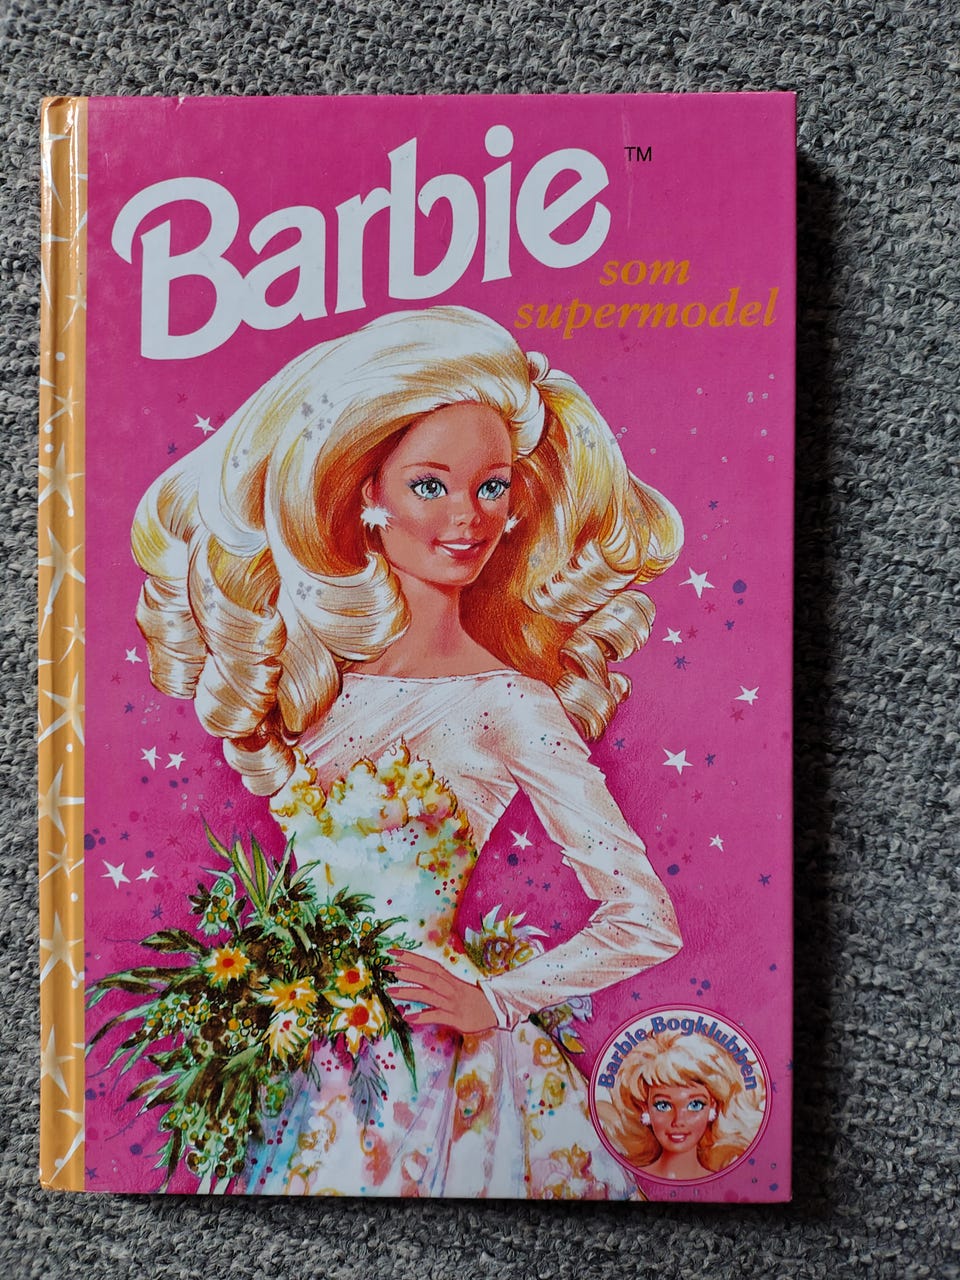 Barbie™
som
supermodel
Barbie Bogklubben